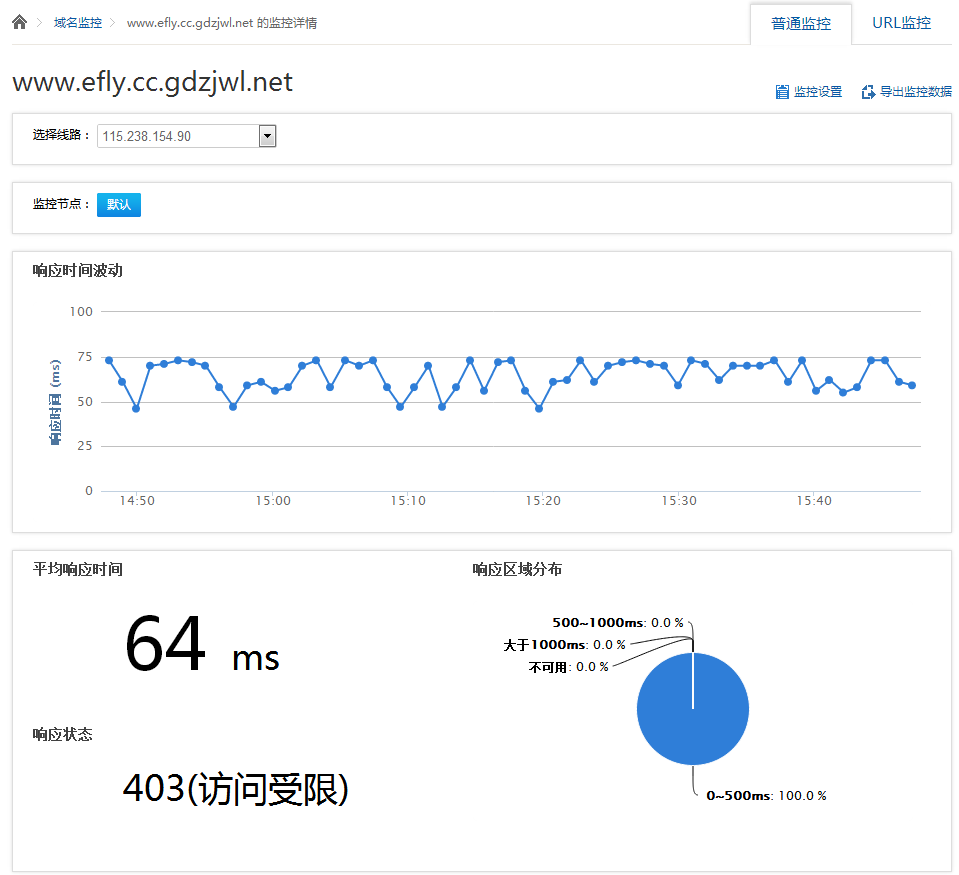 域名监控 www.efly.cc.gdzjwl.net 的监控详情 普通监控 URL监控
www.efly.cc.gdzjwl.net
监控设置 导出监控数据
选择线路： 115.238.154.90
监控节点： 默认
响应时间波动
100
75
50
25
0
响应时间 (ms)
14:50 15:00 15:10 15:20 15:30 15:40
平均响应时间
64 ms
响应状态
403(访问受限)
响应区域分布
500~1000ms: 0.0 %
大于1000ms: 0.0 %
不可用: 0.0 %
0~500ms: 100.0 %